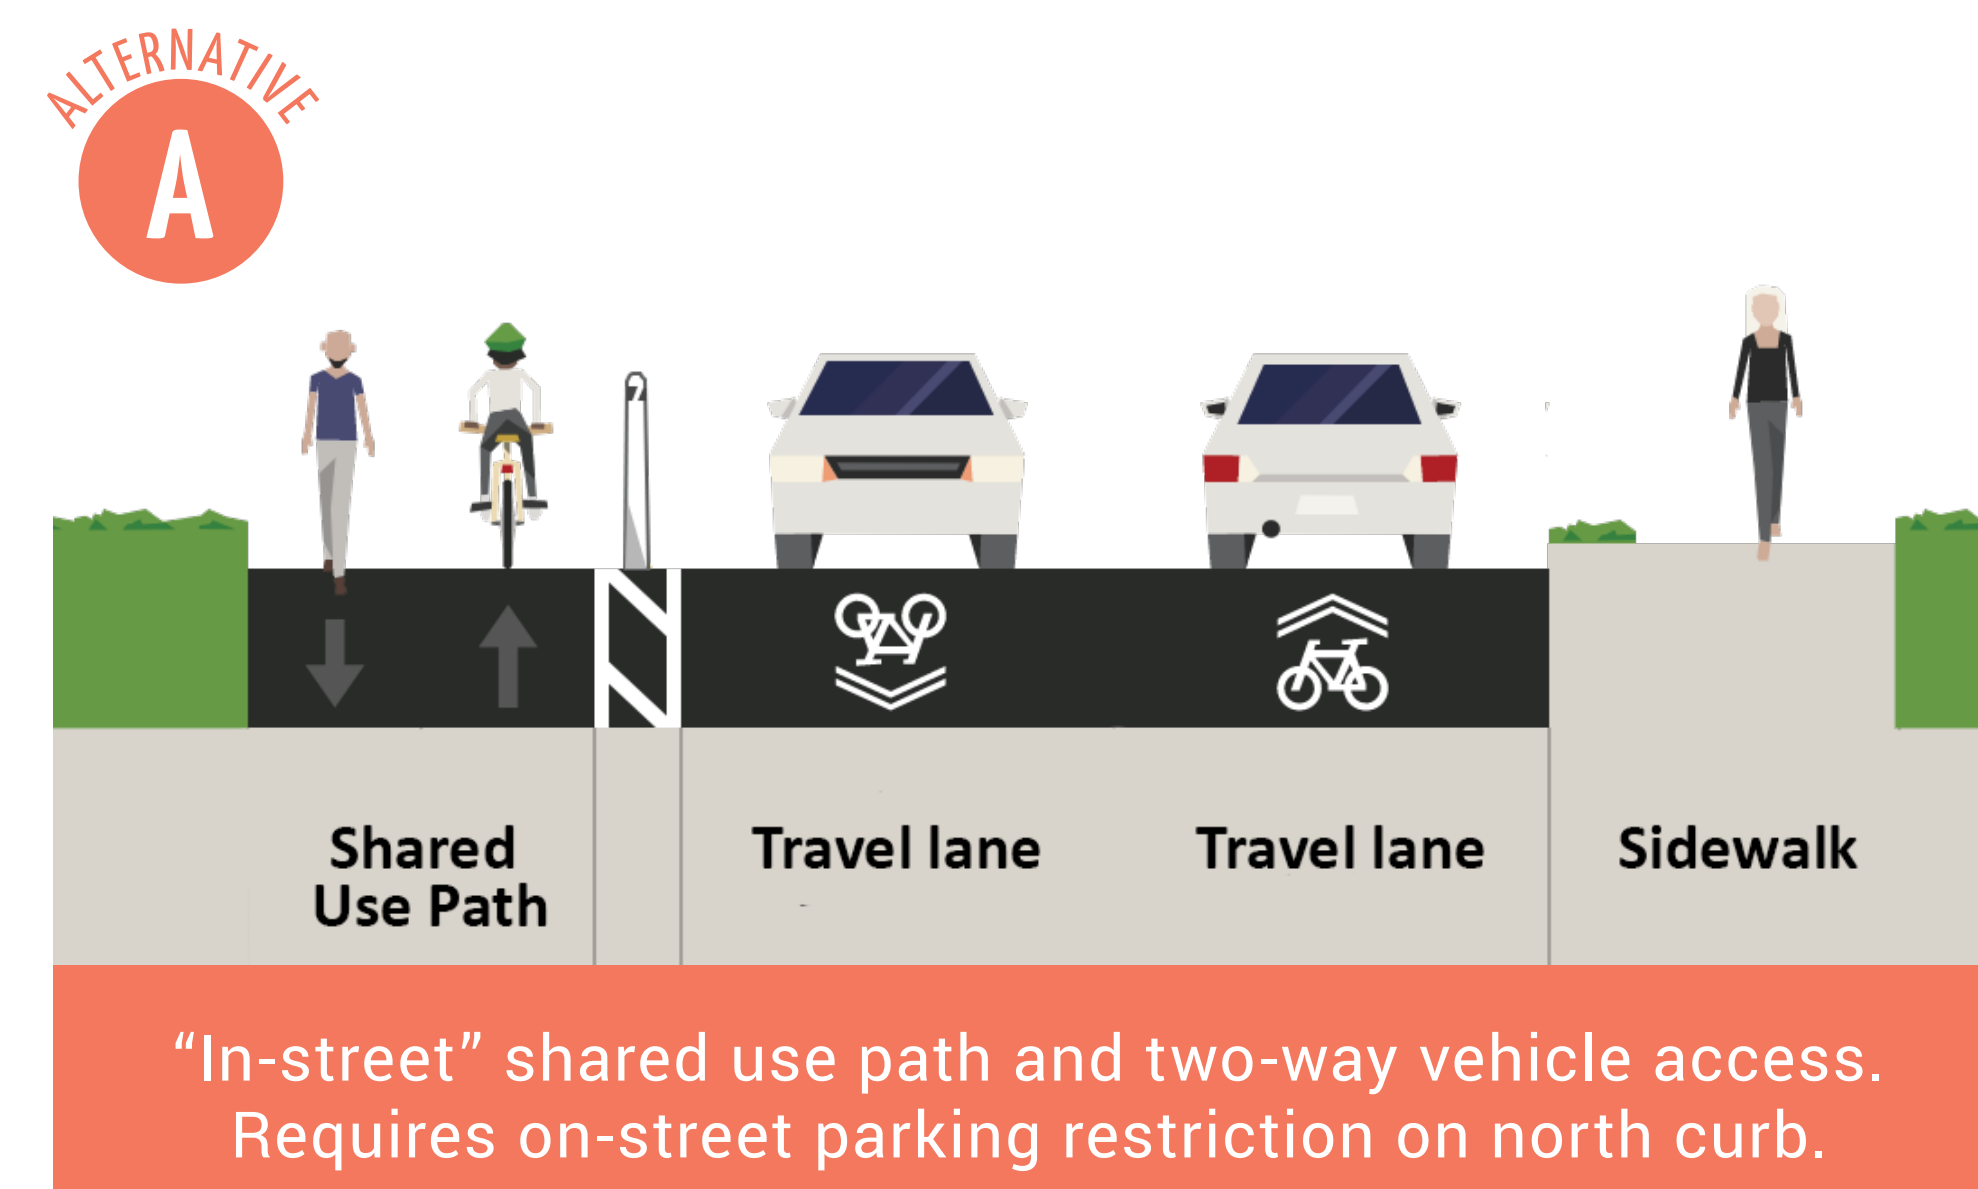 ALTERNATIVE
A
Shared
Use Path
Travel lane
Travel lane
Sidewalk
“In-street” shared use path and two-way vehicle access.
Requires on-street parking restriction on north curb.